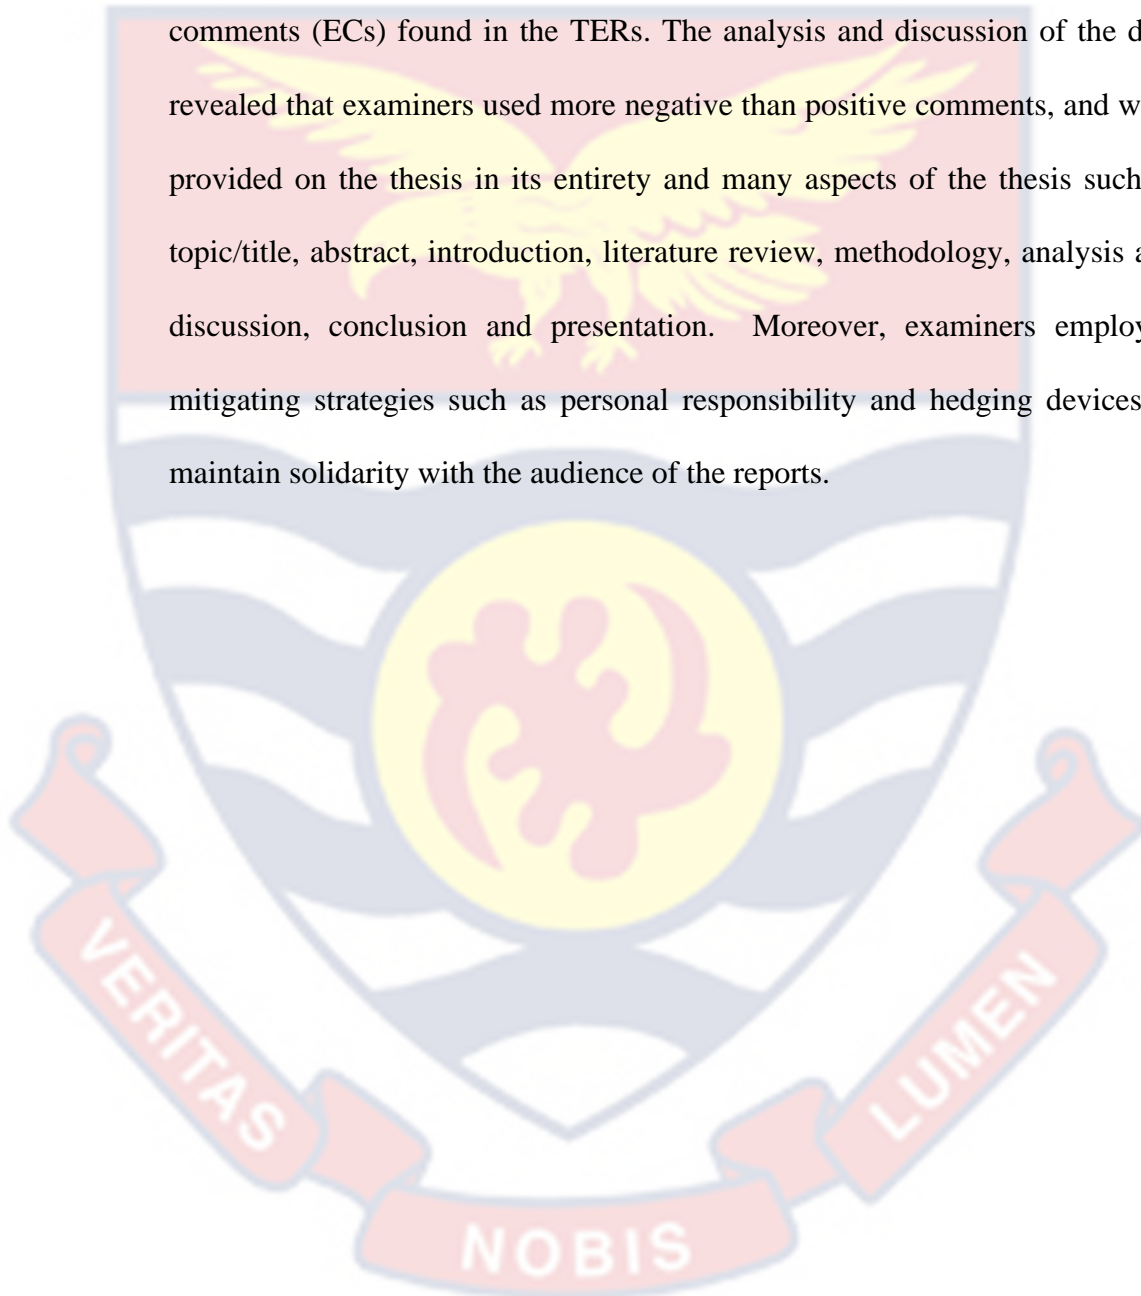 comments (ECs) found in the TERs. The analysis and discussion of the d
revealed that examiners used more negative than positive comments, and w
provided on the thesis in its entirety and many aspects of the thesis such
topic/title, abstract, introduction, literature review, methodology, analysis a
discussion, conclusion and presentation. Moreover, examiners employ
mitigating strategies such as personal responsibility and hedging devices
maintain solidarity with the audience of the reports.
VERITAS
NOBIS
LUMEN